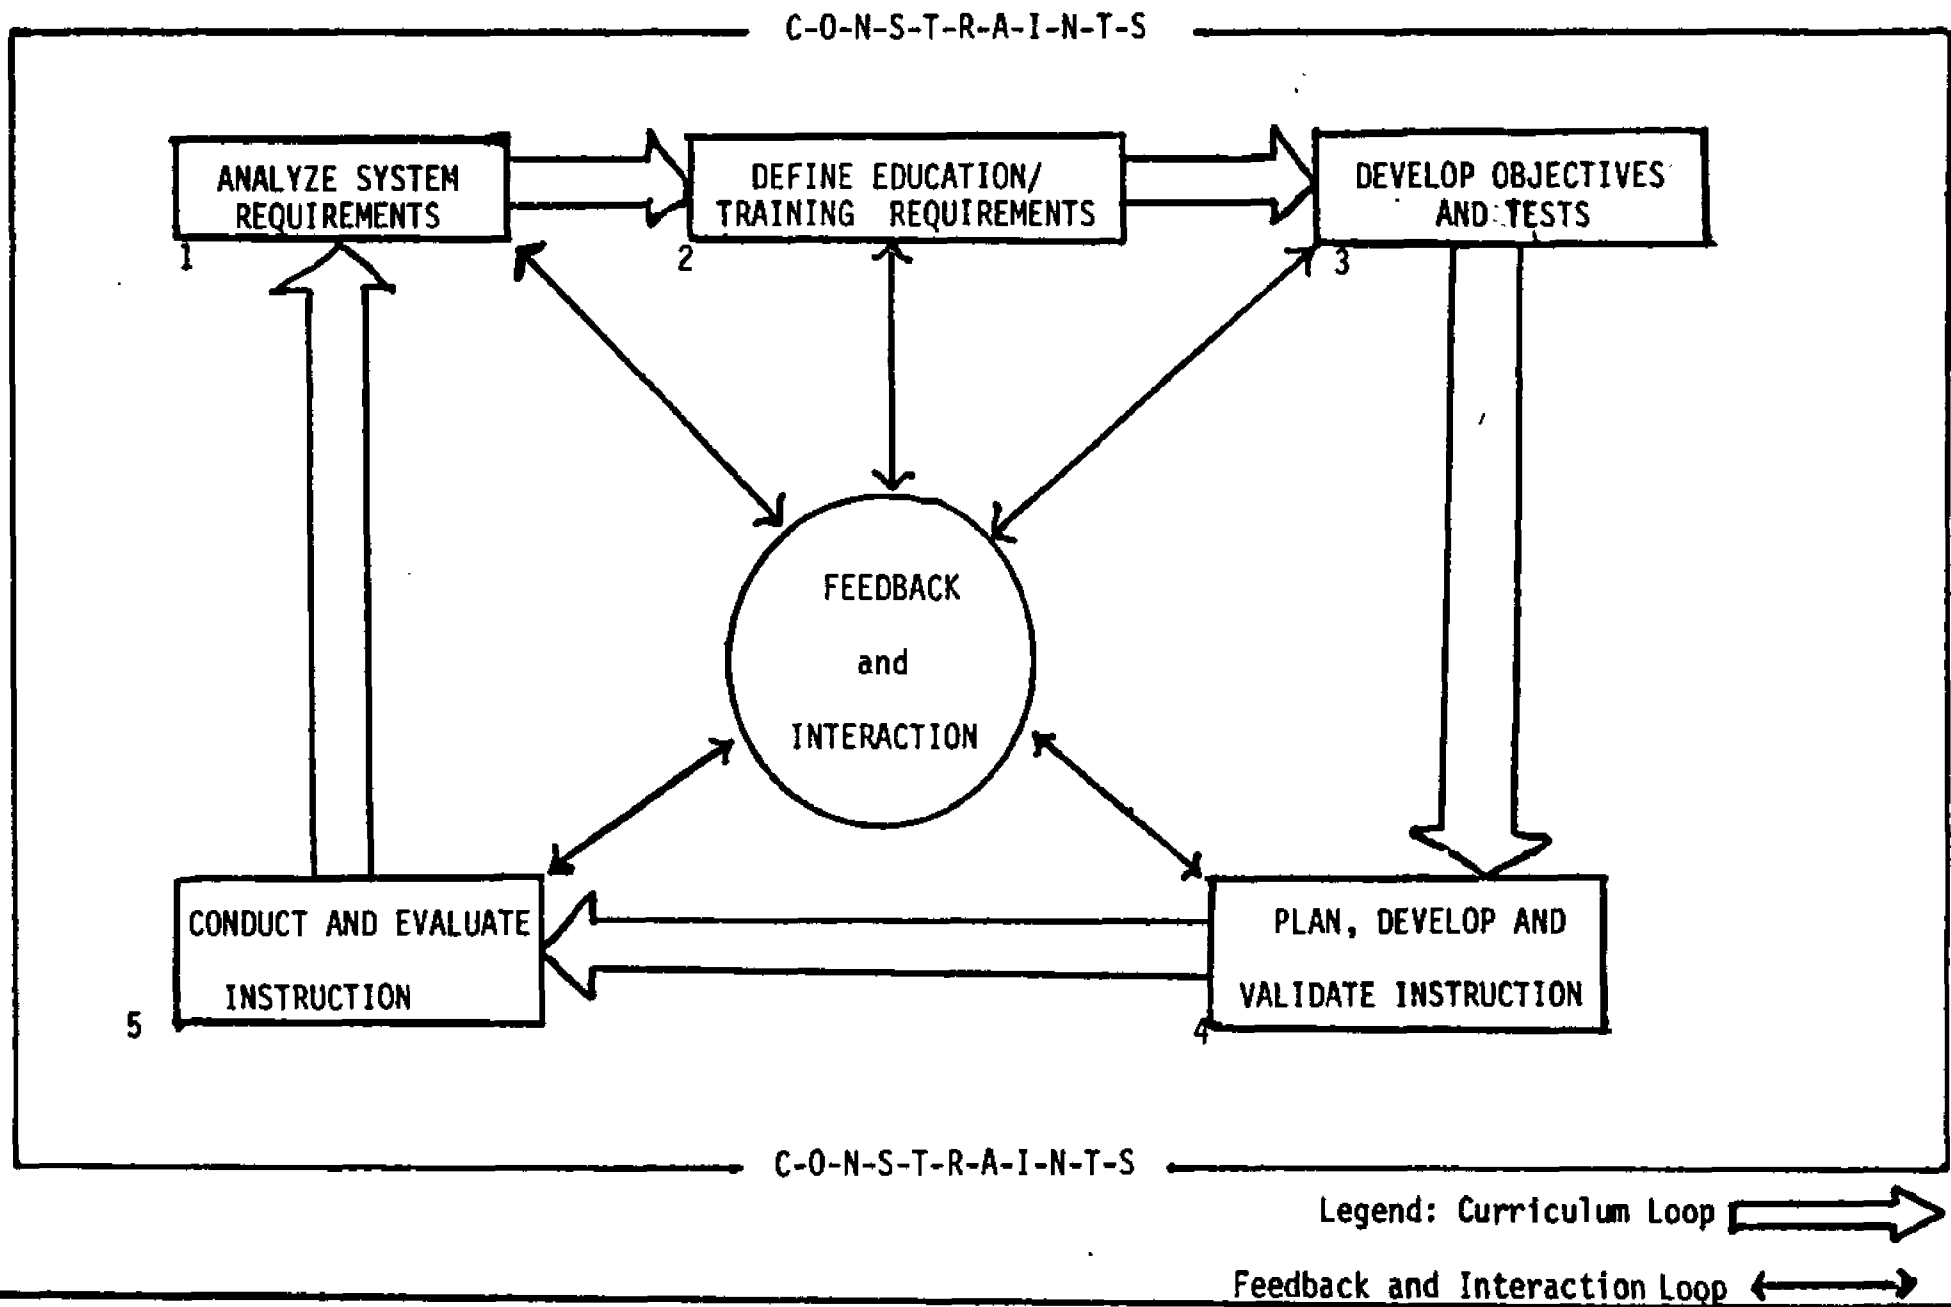 C-O-N-S-T-R-A-I-N-T-S
ANALYZE SYSTEM
REQUIREMENTS
1
DEFINE EDUCATION/
TRAINING REQUIREMENTS
2
DEVELOP OBJECTIVES
AND TESTS
3
FEEDBACK
and
INTERACTION
CONDUCT AND EVALUATE
INSTRUCTION
5
PLAN, DEVELOP AND
VALIDATE INSTRUCTION
4
C-O-N-S-T-R-A-I-N-T-S
Legend: Curriculum Loop
Feedback and Interaction Loop